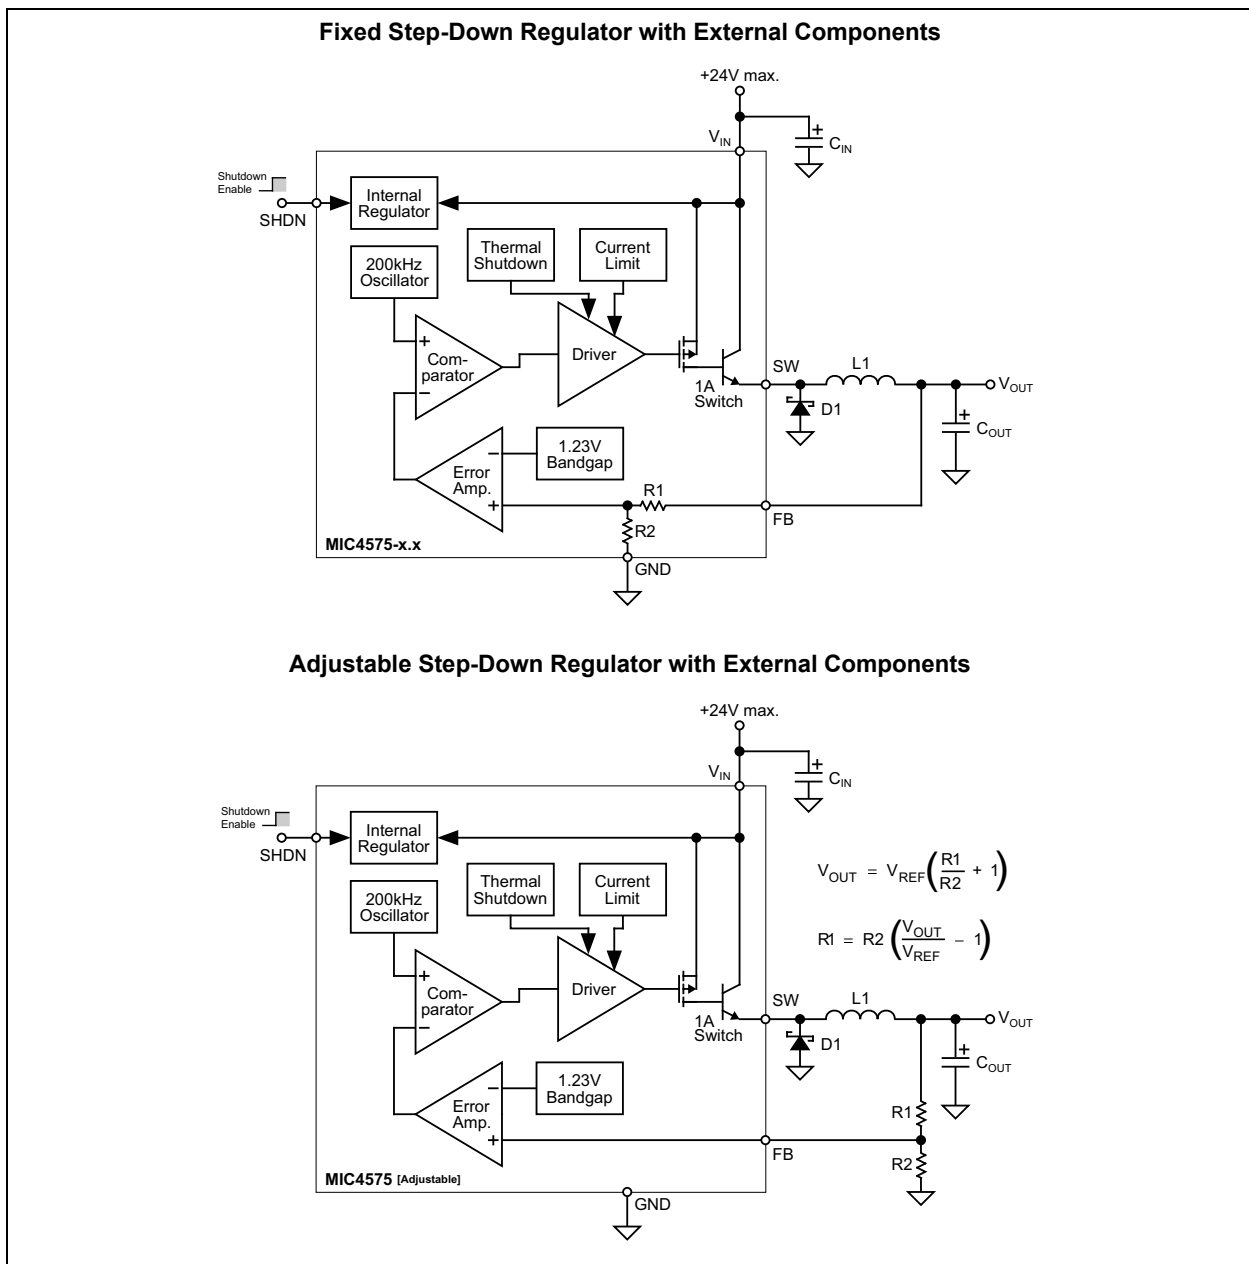 Fixed Step-Down Regulator with External Components
+24V max.
VIN
+
CIN
Shutdown
Enable
SHDN
Internal
Regulator
200kHz
Oscillator
Thermal
Shutdown
Current
Limit
+
Com-
parator
−
Driver
1A
Switch
SW
L1
VOUT
D1
+
COUT
Error
Amp.
−
+
1.23V
Bandgap
R1
R2
FB
MIC4575-x.x
GND
Adjustable Step-Down Regulator with External Components
+24V max.
VIN
+
CIN
Shutdown
Enable
SHDN
Internal
Regulator
VOUT = VREF(R1/R2 + 1)
R1 = R2 (VOUT/VREF − 1)
200kHz
Oscillator
Thermal
Shutdown
Current
Limit
+
Com-
parator
−
Driver
1A
Switch
SW
L1
VOUT
D1
+
COUT
Error
Amp.
−
+
1.23V
Bandgap
R1
R2
FB
MIC4575 [Adjustable]
GND